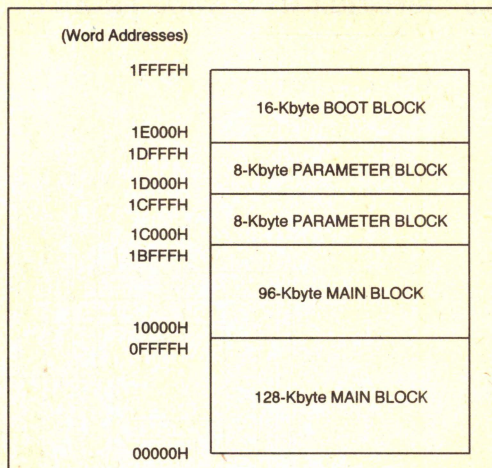 (Word Addresses)
1FFFFH
16-Kbyte BOOT BLOCK
1E000H
1DFFFH
8-Kbyte PARAMETER BLOCK
1D000H
1CFFFH
8-Kbyte PARAMETER BLOCK
1C000H
1BFFFH
96-Kbyte MAIN BLOCK
10000H
0FFFFH
128-Kbyte MAIN BLOCK
00000H